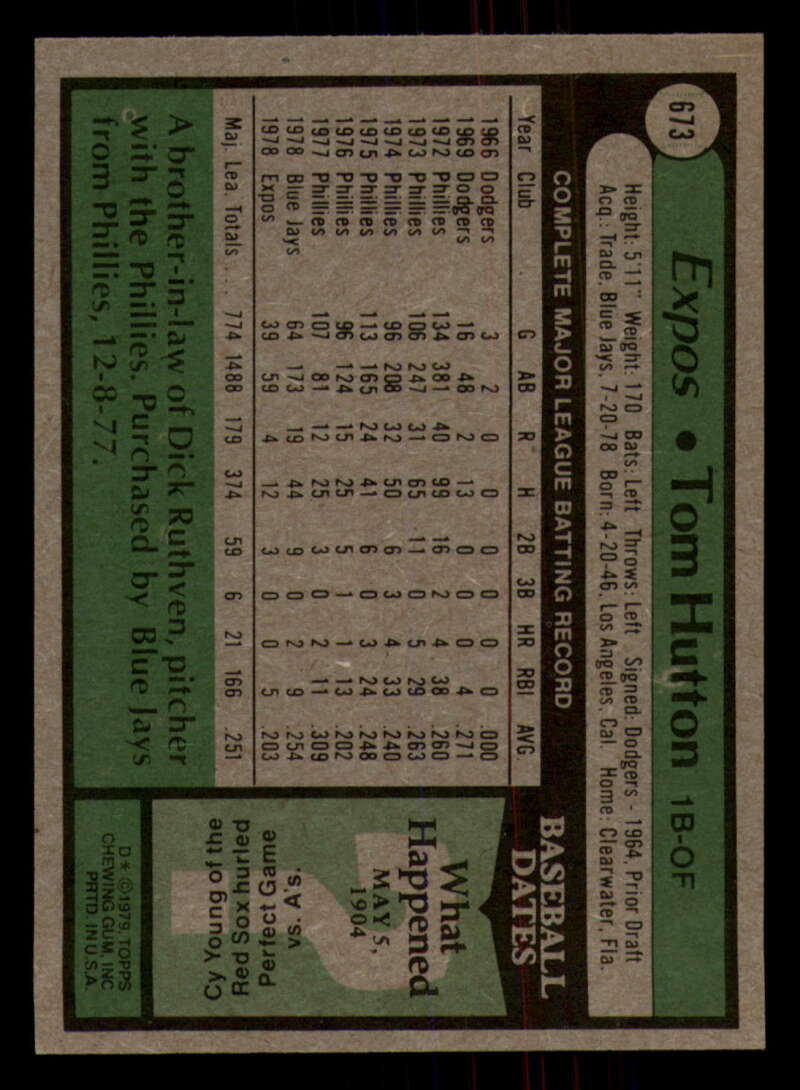 673
Expos • Tom Hutton 1B-OF
Height: 5'11" Weight: 170 Bats: Left Throws: Left Signed: Dodgers - 1964, Prior Draft
Acq.: Trade, Blue Jays, 7-20-78 Born: 4-20-46, Los Angeles, Cal. Home: Clearwater, Fla.
COMPLETE MAJOR LEAGUE BATTING RECORD
Year Club G AB R H 2B 3B HR RBI AVG.
1966 Dodgers 3 2 0 0 0 0 0 0 .000
1969 Dodgers 16 48 2 13 0 0 0 4 .271
1972 Phillies 134 381 40 99 16 2 4 38 .260
1973 Phillies 106 247 31 65 11 0 5 29 .263
1974 Phillies 96 208 32 50 6 3 4 33 .240
1975 Phillies 113 165 24 41 6 0 3 24 .248
1976 Phillies 96 124 15 25 5 1 1 13 .202
1977 Phillies 107 81 12 25 3 0 2 11 .309
1978 Blue Jays 64 173 19 44 9 0 2 9 .254
1978 Expos 39 59 4 12 3 0 0 5 .203
Maj. Lea. Totals . . . 774 1488 179 374 59 6 21 166 .251
A brother-in-law of Dick Ruthven, pitcher
with the Phillies. Purchased by Blue Jays
from Phillies, 12-8-77.
BASEBALL
DATES
What
Happened
MAY 5,
1904
Cy Young of the
Red Sox hurled
Perfect Game
vs. A's.
D * © 1979, TOPPS
CHEWING GUM, INC
PRTD. IN U.S.A.